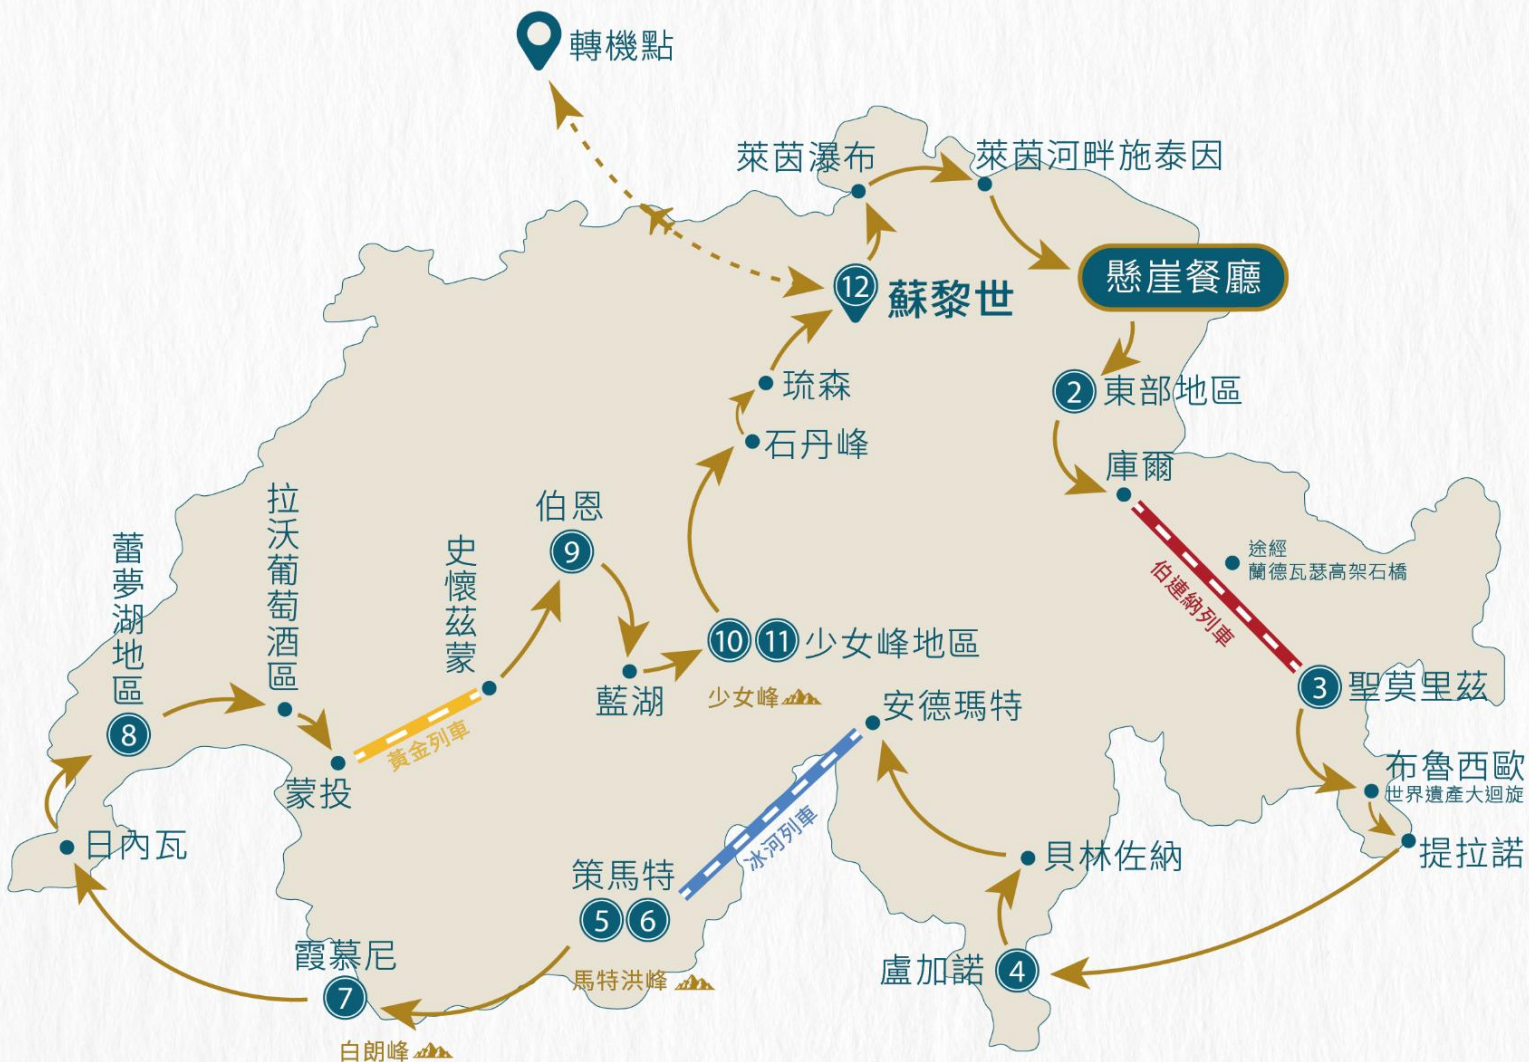 轉機點
萊茵瀑布
萊茵河畔施泰因
懸崖餐廳
12
蘇黎世
琉森
2
東部地區
石丹峰
庫爾
途經
蘭德瓦瑟高架石橋
伯連納列車
拉沃葡萄酒區
伯恩
9
史懷茲蒙
蕾夢湖地區
8
10
11
少女峰地區
少女峰
藍湖
3
聖莫里茲
安德瑪特
黃金列車
蒙投
布魯西歐
世界遺產大迴旋
冰河列車
日內瓦
提拉諾
貝林佐納
策馬特
5
6
馬特洪峰
霞慕尼
7
白朗峰
盧加諾
4